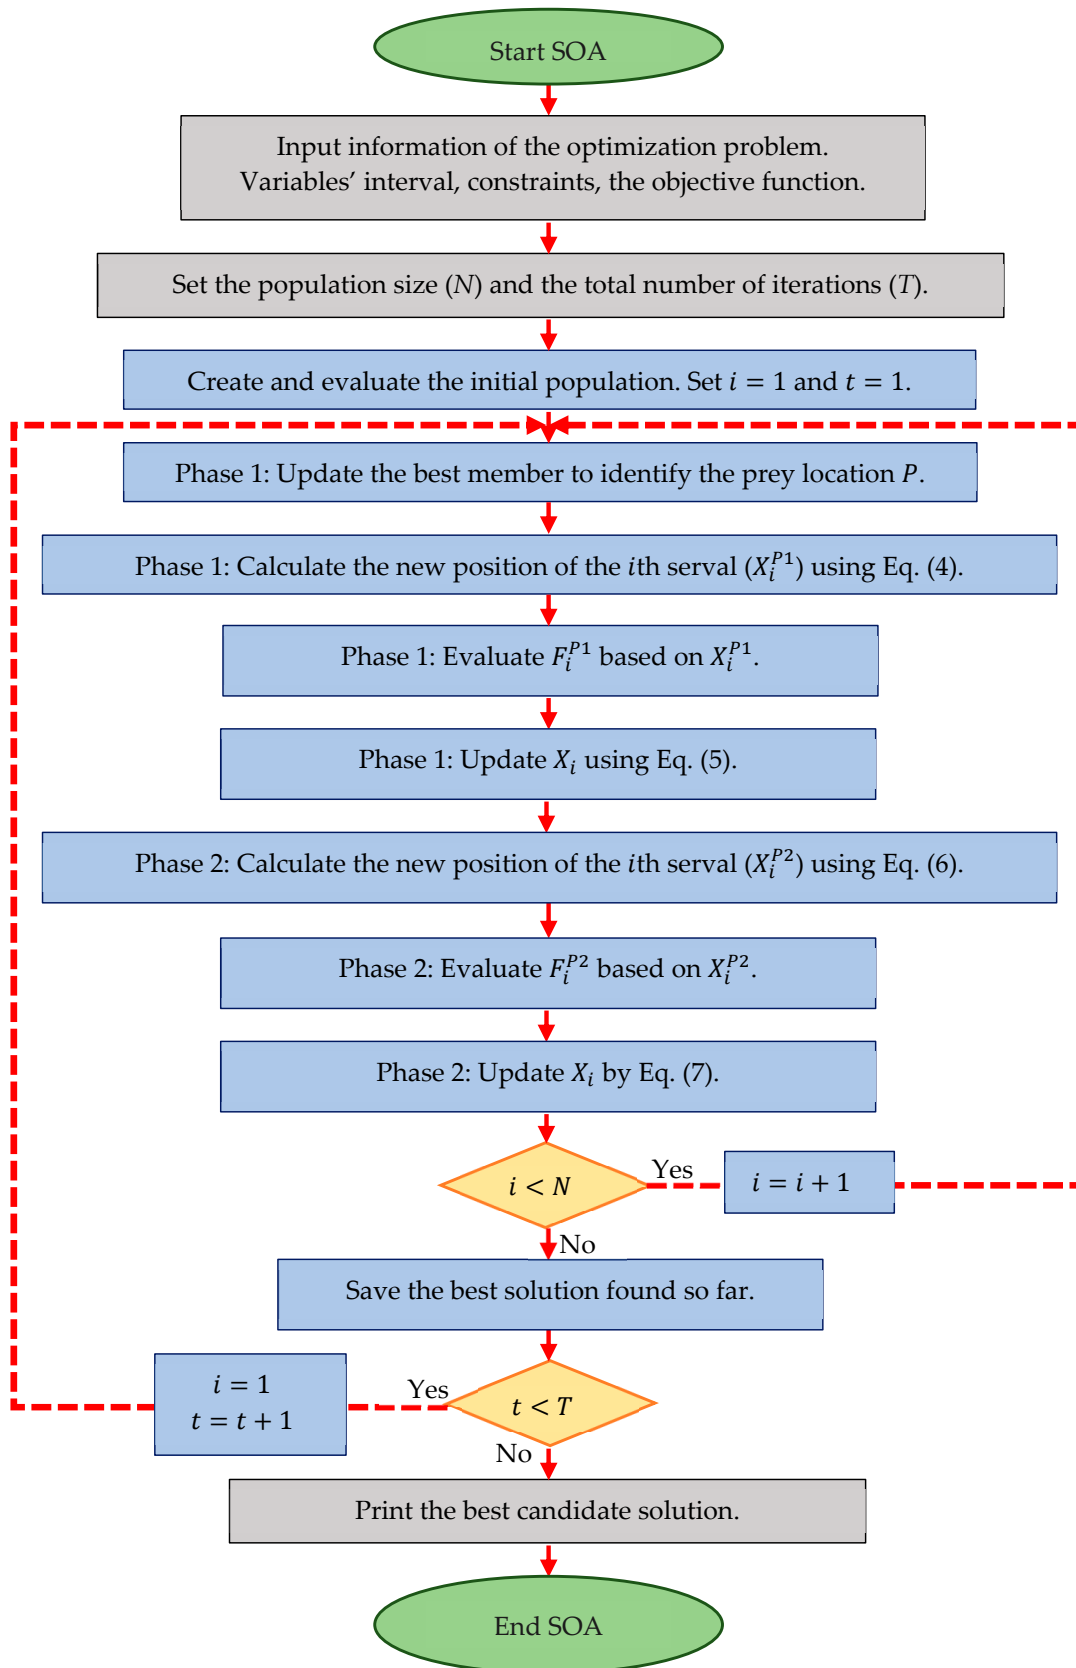 Start SOA
Input information of the optimization problem.
Variables’ interval, constraints, the objective function.
Set the population size (N) and the total number of iterations (T).
Create and evaluate the initial population. Set i = 1 and t = 1.
Phase 1: Update the best member to identify the prey location P.
Phase 1: Calculate the new position of the ith serval (X_i^{P1}) using Eq. (4).
Phase 1: Evaluate F_i^{P1} based on X_i^{P1}.
Phase 1: Update X_i using Eq. (5).
Phase 2: Calculate the new position of the ith serval (X_i^{P2}) using Eq. (6).
Phase 2: Evaluate F_i^{P2} based on X_i^{P2}.
Phase 2: Update X_i by Eq. (7).
i < N
Yes
i = i + 1
No
Save the best solution found so far.
i = 1
t = t + 1
Yes
t < T
No
Print the best candidate solution.
End SOA